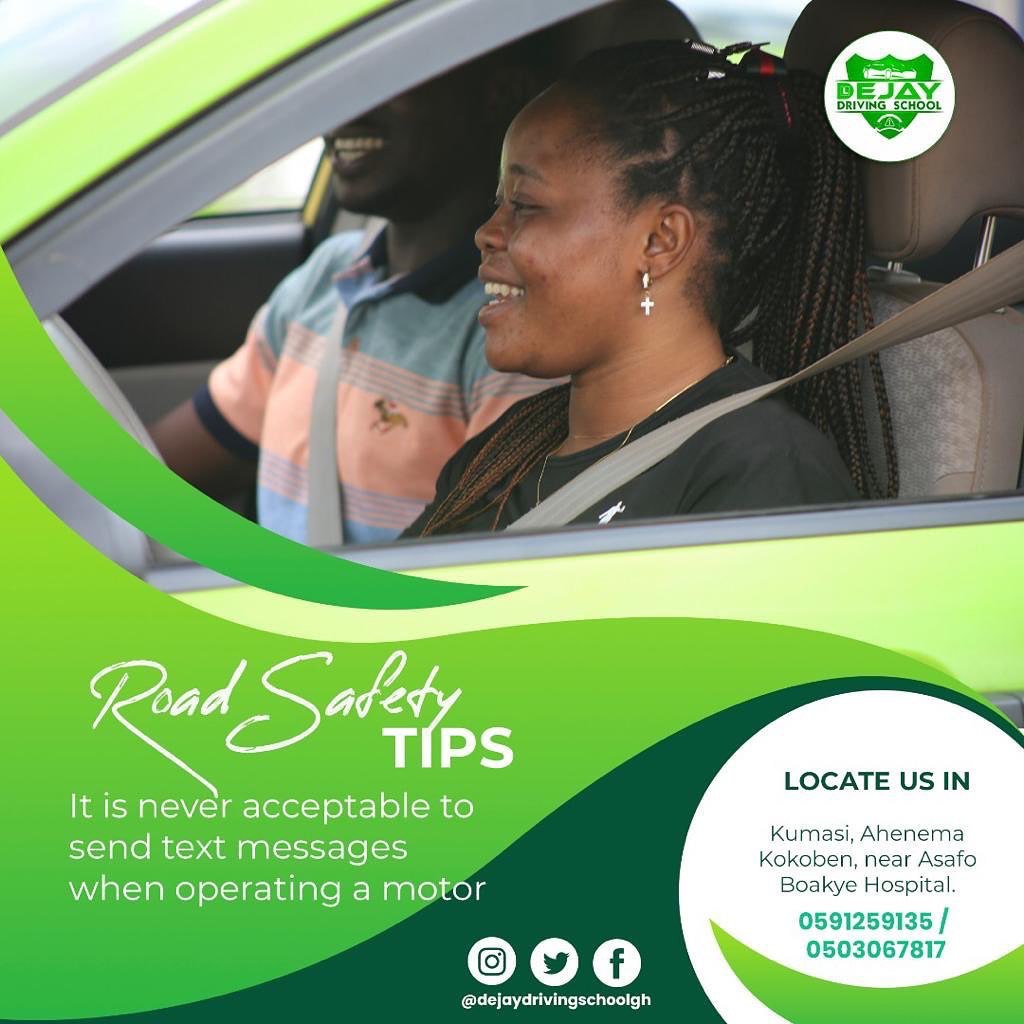 DEJAY
DRIVING SCHOOL
Road Safety
TIPS
It is never acceptable to
send text messages
when operating a motor
LOCATE US IN
Kumasi, Ahenema
Kokoben, near Asafo
Boakye Hospital.
0591259135 /
0503067817
@dejaydrivingschoolgh